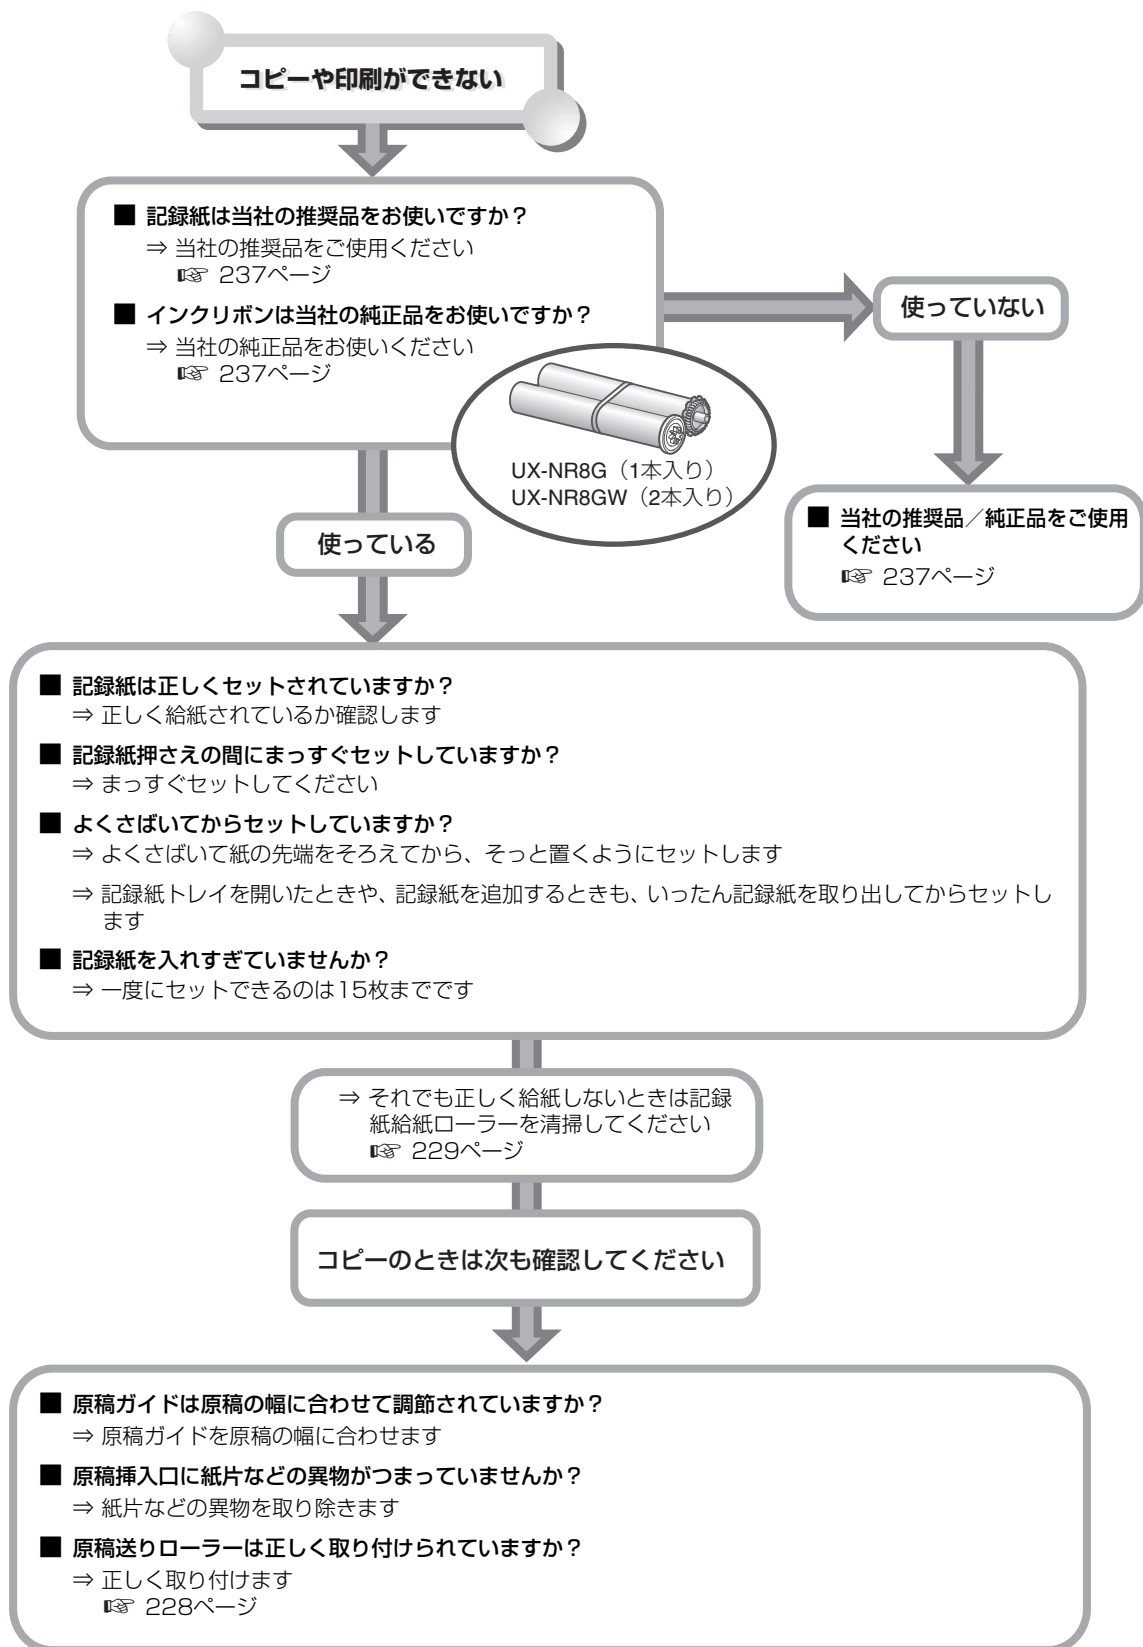 コピーや印刷ができない
■ 記録紙は当社の推奨品をお使いですか？
⇒ 当社の推奨品をご使用ください
☞ 237ページ
■ インクリボンは当社の純正品をお使いですか？
⇒ 当社の純正品をお使いください
☞ 237ページ
UX-NR8G（1本入り）
UX-NR8GW（2本入り）
使っていない
■ 当社の推奨品／純正品をご使用
ください
☞ 237ページ
使っている
■ 記録紙は正しくセットされていますか？
⇒ 正しく給紙されているか確認します
■ 記録紙押さえの間にまっすぐセットしていますか？
⇒ まっすぐセットしてください
■ よくさばいてからセットしていますか？
⇒ よくさばいて紙の先端をそろえてから、そっと置くようにセットします
⇒ 記録紙トレイを開いたときや、記録紙を追加するときも、いったん記録紙を取り出してからセットし
ます
■ 記録紙を入れすぎていませんか？
⇒ 一度にセットできるのは15枚までです
⇒ それでも正しく給紙しないときは記録
紙給紙ローラーを清掃してください
☞ 229ページ
コピーのときは次も確認してください
■ 原稿ガイドは原稿の幅に合わせて調節されていますか？
⇒ 原稿ガイドを原稿の幅に合わせます
■ 原稿挿入口に紙片などの異物がつまっていませんか？
⇒ 紙片などの異物を取り除きます
■ 原稿送りローラーは正しく取り付けられていますか？
⇒ 正しく取り付けます
☞ 228ページ